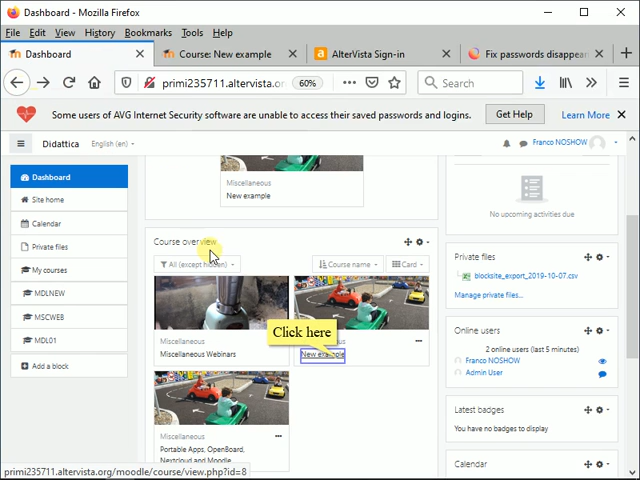 Dashboard - Mozilla Firefox
File Edit View History Bookmarks Tools Help
Dashboard
Course: New example
AlterVista Sign-in
Fix passwords disappear
primi235711.altervista.or
60%
Search
Some users of AVG Internet Security software are unable to access their saved passwords and logins.
Get Help
Learn More
Didattica
English (en)
Franco NOSHOW
Dashboard
Site home
Calendar
Private files
My courses
MDLNEW
MSCWEB
MDL01
Add a block
Miscellaneous
New example
Course overview
All (except hidden)
Course name
Card
Miscellaneous
Miscellaneous Webinars
Click here
New example
Miscellaneous
Portable Apps, OpenBoard,
Nextcloud and Moodle
No upcoming activities due
Private files
blocksite_export_2019-10-07.csv
Manage private files...
Online users
2 online users (last 5 minutes)
Franco NOSHOW
Admin User
Latest badges
You have no badges to display
Calendar
primi235711.altervista.org/moodle/course/view.php?id=8